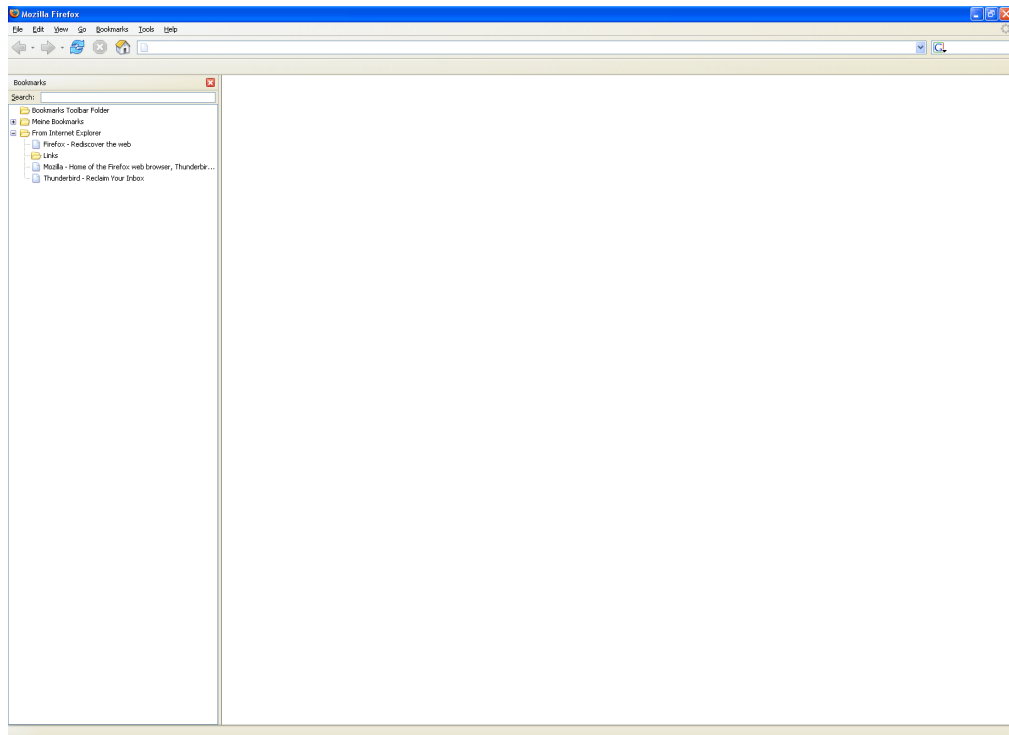 Mozilla Firefox
File Edit View Go Bookmarks Tools Help
G
Bookmarks
Search:
Bookmarks Toolbar Folder
Meine Bookmarks
From Internet Explorer
Firefox - Rediscover the web
Links
Mozilla - Home of the Firefox web browser, Thunderbir...
Thunderbird - Reclaim Your Inbox